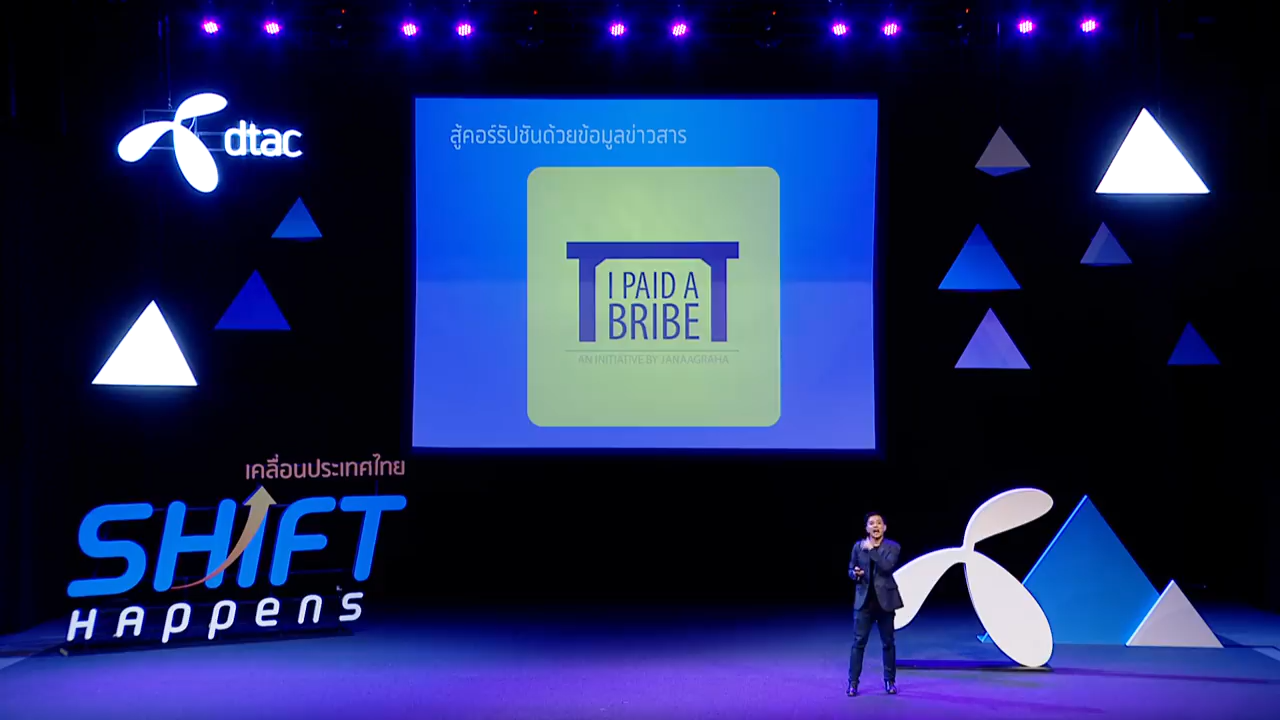 dtac
สู้คอร์รัปชันด้วยข้อมูลข่าวสาร
I PAID A
BRIBE
AN INITIATIVE BY JANAAGRAHA
เคลื่อนประเทศไทย
SHIFT
HAppen's